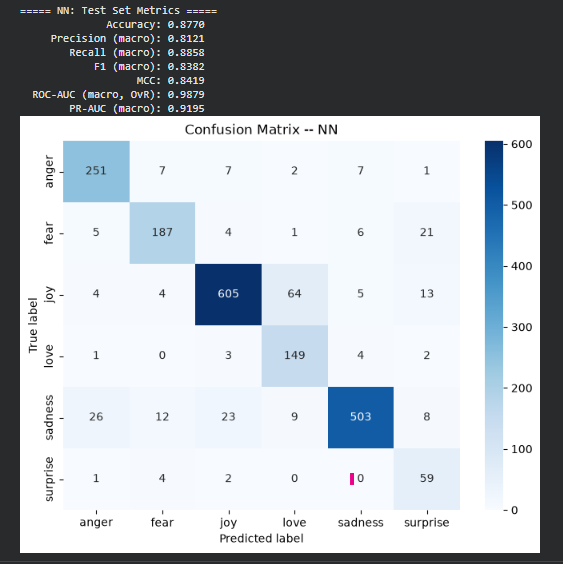 ===== NN: Test Set Metrics =====
Accuracy: 0.8770
Precision (macro): 0.8121
Recall (macro): 0.8858
F1 (macro): 0.8382
MCC: 0.8419
ROC-AUC (macro, OvR): 0.9879
PR-AUC (macro): 0.9195
Confusion Matrix -- NN
anger 251 7 7 2 7 1
fear 5 187 4 1 6 21
joy 4 4 605 64 5 13
love 1 0 3 149 4 2
sadness 26 12 23 9 503 8
surprise 1 4 2 0 0 59
anger fear joy love sadness surprise
Predicted label
True label
600
500
400
300
200
100
0